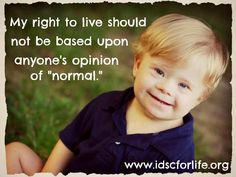 My right to live should
not be based upon
anyone's opinion
of "normal."
www.idscforlife.org